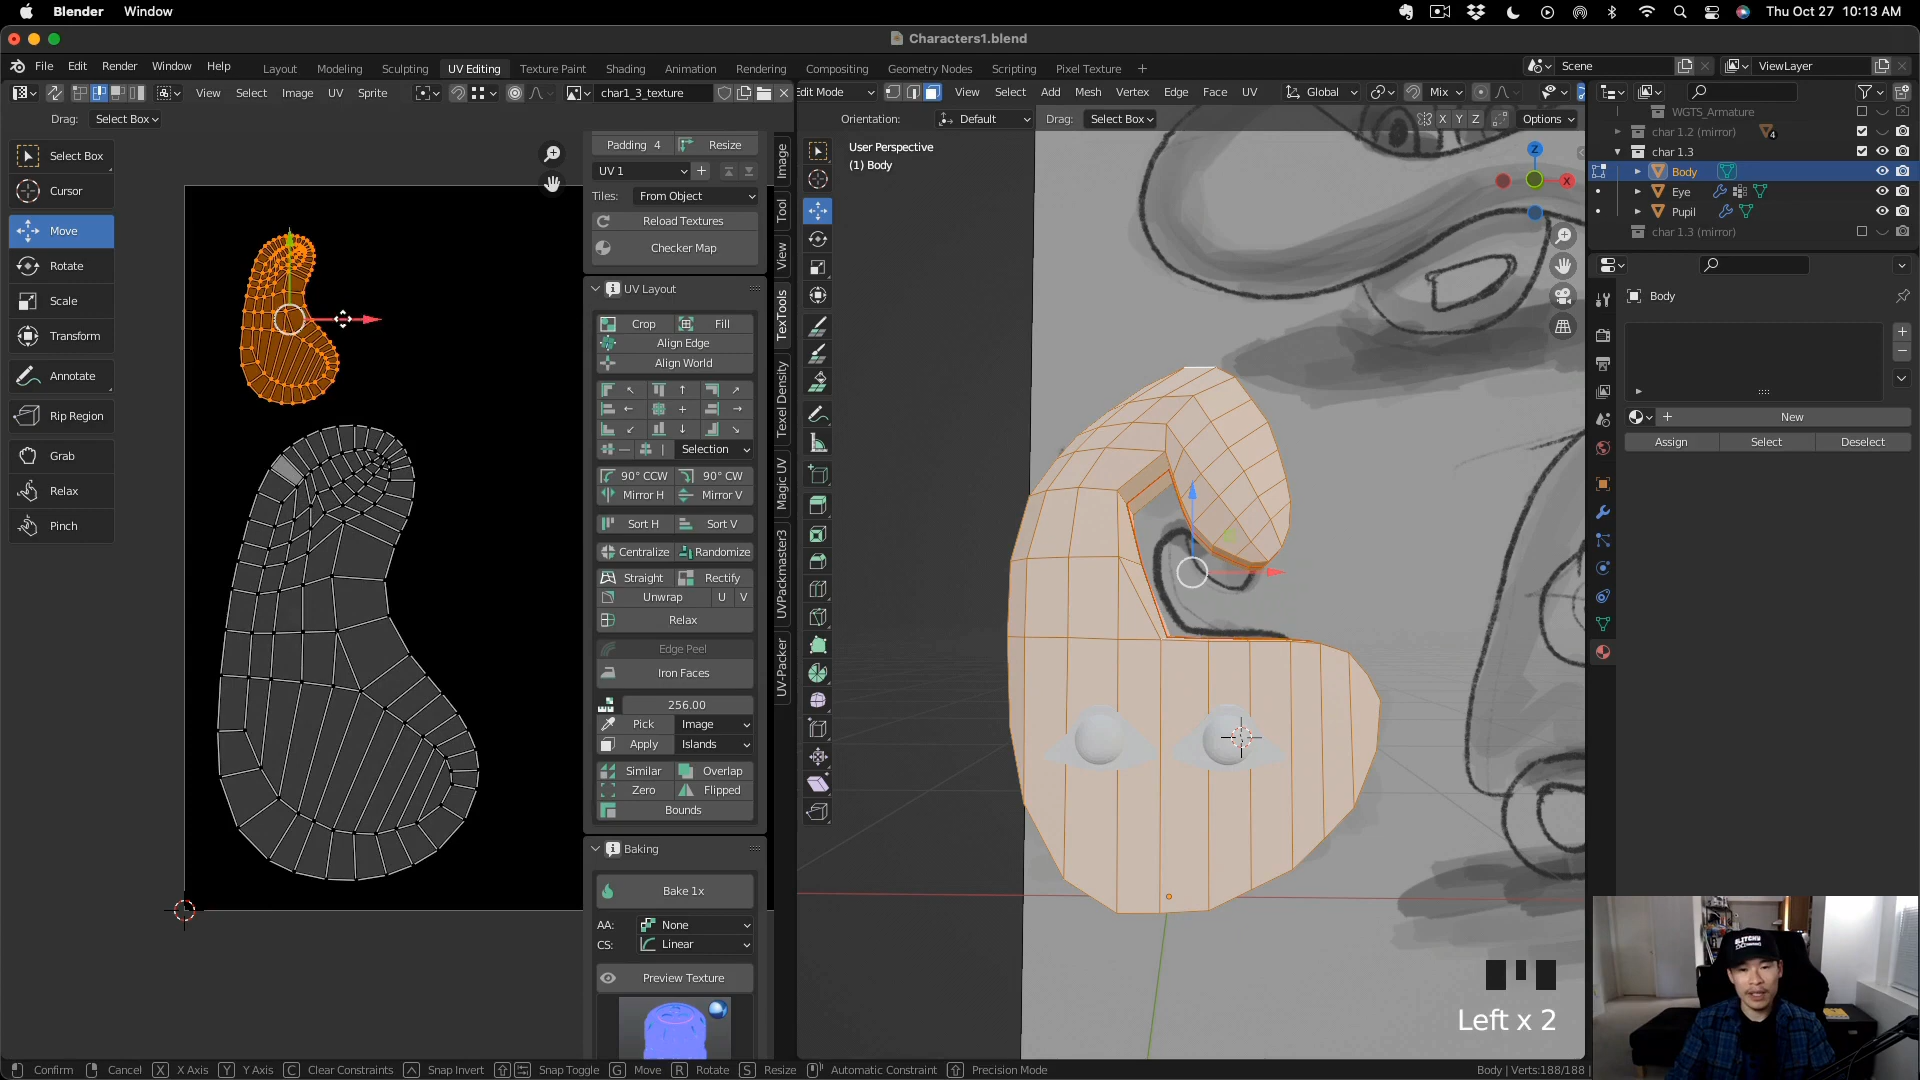 Blender Window
Thu Oct 27 10:13 AM
Characters1.blend
File Edit Render Window Help
Layout Modeling Sculpting UV Editing Texture Paint Shading Animation Rendering Compositing Geometry Nodes Scripting Pixel Texture +
Scene
ViewLayer
View Select Image UV Sprite
char1_3_texture
dit Mode
View Select Add Mesh Vertex Edge Face UV
Global
Mix
Drag: Select Box
Orientation: Default Drag: Select Box
X Y Z
Options
WGTS_Armature
char 1.2 (mirror)
4
char 1.3
Body
Eye
Pupil
char 1.3 (mirror)
Select Box
Cursor
Move
Rotate
Scale
Transform
Annotate
Rip Region
Grab
Relax
Pinch
Padding 4 Resize
UV 1
Tiles: From Object
Reload Textures
Checker Map
UV Layout
Crop Fill
Align Edge
Align World
Selection
90° CCW 90° CW
Mirror H Mirror V
Sort H Sort V
Centralize Randomize
Straight Rectify
Unwrap U V
Relax
Edge Peel
Iron Faces
256.00
Pick Image
Apply Islands
Similar Overlap
Zero Flipped
Bounds
Baking
Bake 1x
AA: None
CS: Linear
Preview Texture
Image
Tool
View
TexTools
Texel Density
Magic UV
UVPackmaster3
UV-Packer
User Perspective
(1) Body
Z
X
Body
New
Assign Select Deselect
Left x 2
Confirm Cancel X X Axis Y Y Axis C Clear Constraints Snap Invert Snap Toggle G Move R Rotate S Resize Automatic Constraint Precision Mode
Body | Verts:188/188 |